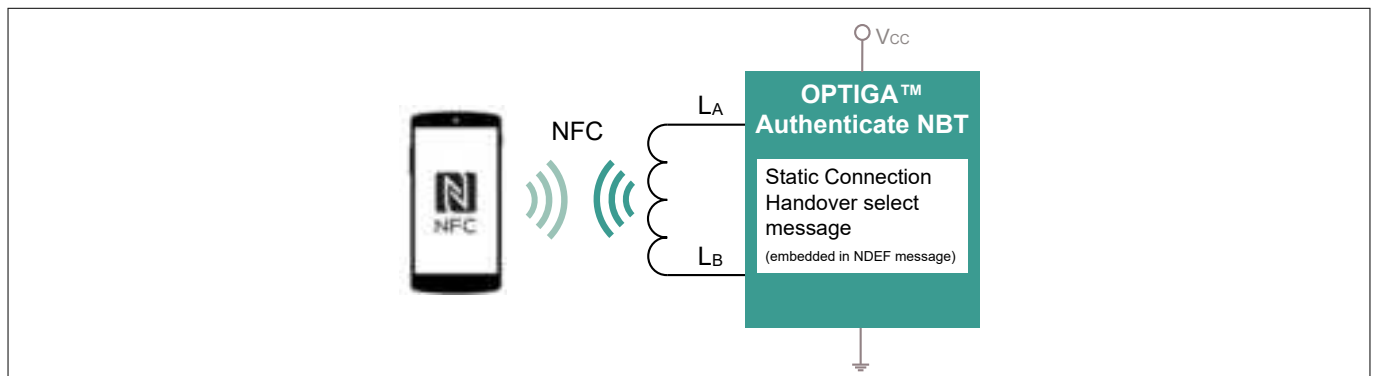 VCC
OPTIGA™
Authenticate NBT
LA
NFC
Static Connection
Handover select
message
(embedded in NDEF message)
NFC
LB